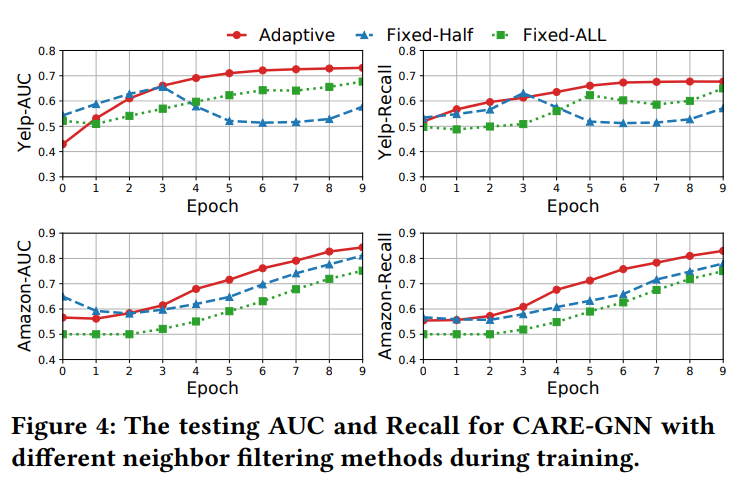 Adaptive Fixed-Half Fixed-ALL
0.8 0.7 0.6 0.5 0.4 0.3
Yelp-AUC
0 1 2 3 4 5 6 7 8 9
Epoch
0.8 0.7 0.6 0.5 0.4 0.3
Yelp-Recall
0 1 2 3 4 5 6 7 8 9
Epoch
0.9 0.8 0.7 0.6 0.5 0.4
Amazon-AUC
0 1 2 3 4 5 6 7 8 9
Epoch
0.9 0.8 0.7 0.6 0.5 0.4
Amazon-Recall
0 1 2 3 4 5 6 7 8 9
Epoch
Figure 4: The testing AUC and Recall for CARE-GNN with
different neighbor filtering methods during training.